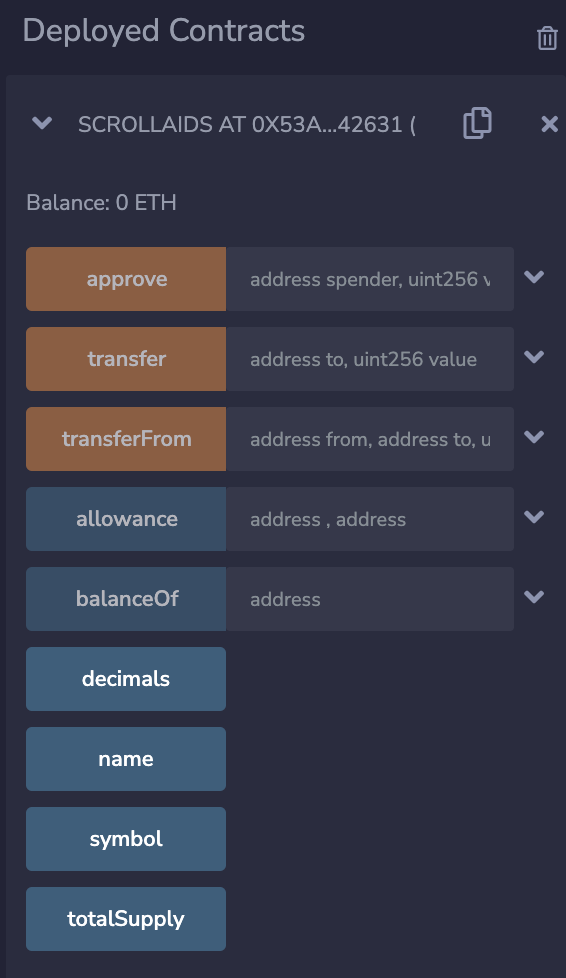 Deployed Contracts
SCROLLAIDS AT 0X53A...42631 (
Balance: 0 ETH
approve address spender, uint256 v
transfer address to, uint256 value
transferFrom address from, address to, u
allowance address , address
balanceOf address
decimals
name
symbol
totalSupply